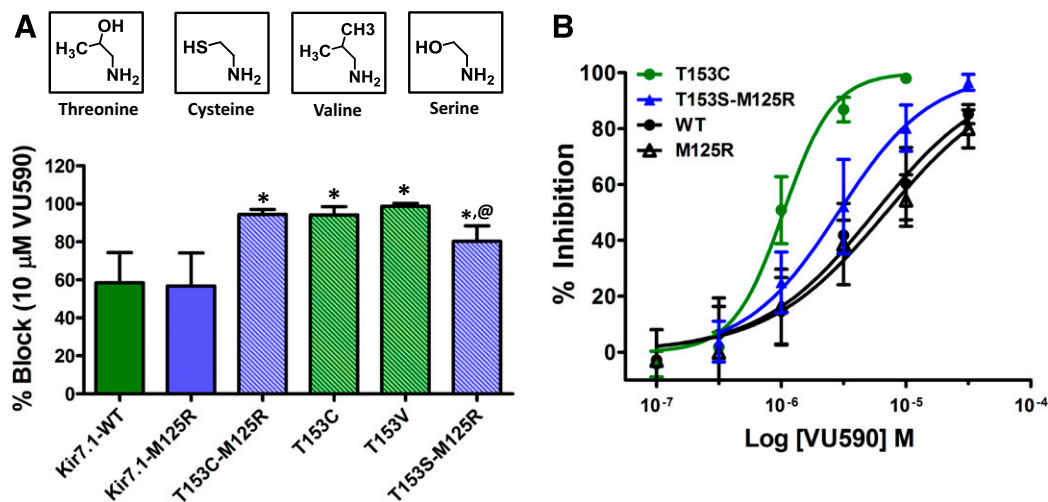 A
OH
H3C
NH2
Threonine
HS
NH2
Cysteine
CH3
H3C
NH2
Valine
HO
NH2
Serine
% Block (10 µM VU590)
120
100
80
60
40
20
0
*
*
*
*,@
Kir7.1-WT
Kir7.1-M125R
T153C-M125R
T153C
T153V
T153S-M125R
B
T153C
T153S-M125R
WT
M125R
% Inhibition
100
80
60
40
20
0
10-7
10-6
10-5
10-4
Log [VU590] M